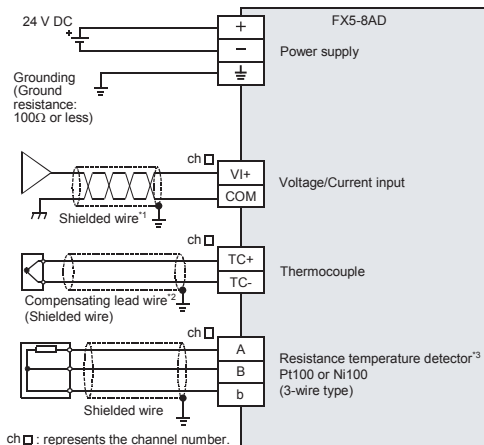 24 V DC
+
+
−
FX5-8AD
Power supply
Grounding
(Ground
resistance:
100Ω or less)
ch□
VI+
COM
Voltage/Current input
Shielded wire*1
ch□
TC+
TC-
Thermocouple
Compensating lead wire*2
(Shielded wire)
ch□
A
B
b
Resistance temperature detector*3
Pt100 or Ni100
(3-wire type)
Shielded wire
ch□: represents the channel number.